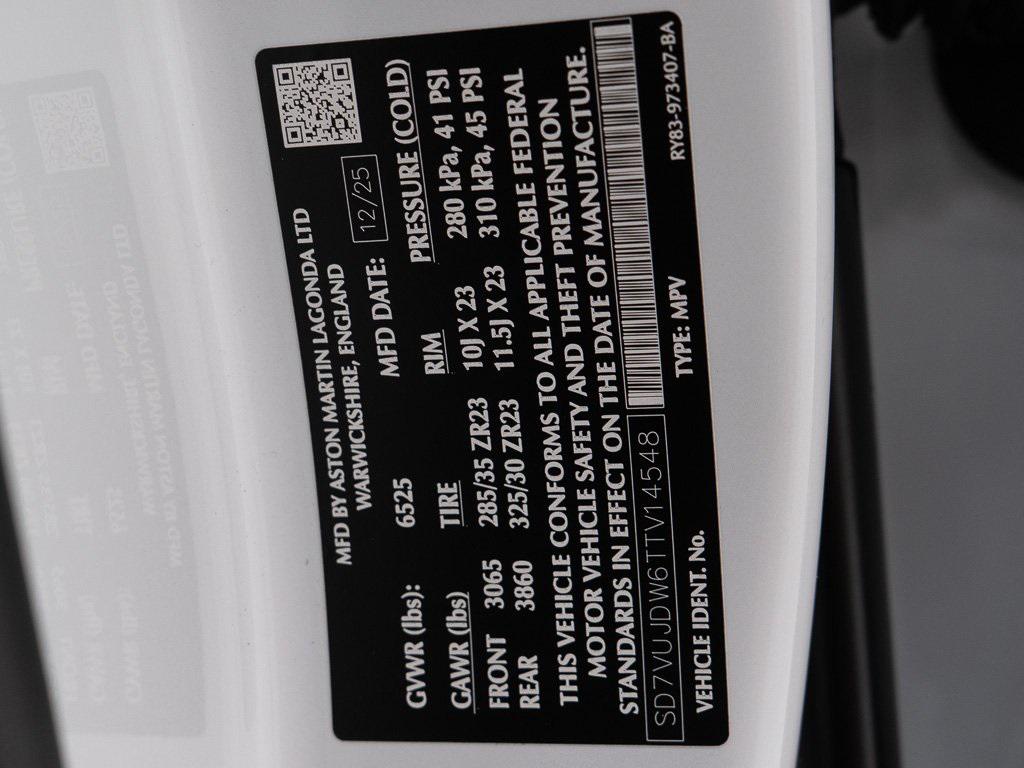 MFD BY ASTON MARTIN LAGONDA LTD
WARWICKSHIRE, ENGLAND
GVWR (lbs): 6525 MFD DATE: 12/25
GAWR (lbs) TIRE RIM PRESSURE (COLD)
FRONT 3065 285/35 ZR23 10J X 23 280 kPa, 41 PSI
REAR 3860 325/30 ZR23 11.5J X 23 310 kPa, 45 PSI
THIS VEHICLE CONFORMS TO ALL APPLICABLE FEDERAL
MOTOR VEHICLE SAFETY AND THEFT PREVENTION
STANDARDS IN EFFECT ON THE DATE OF MANUFACTURE.
SD7VUJDW6TTV14548
VEHICLE IDENT. No. TYPE: MPV RY83-973407-BA